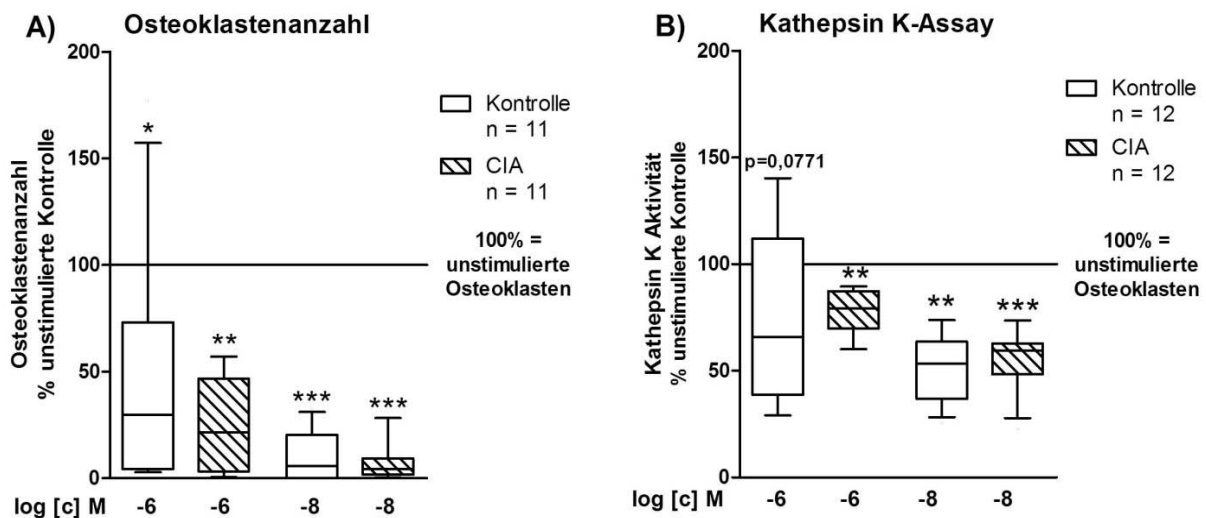 A) Osteoklastenanzahl
Osteoklastenanzahl
% unstimulierte Kontrolle
200
150
100
50
0
*
**
***
***
Kontrolle
n = 11
CIA
n = 11
100% =
unstimulierte
Osteoklasten
log [c] M -6 -6 -8 -8
B) Kathepsin K-Assay
Kathepsin K Aktivität
% unstimulierte Kontrolle
200
150
100
50
0
p=0,0771
**
**
***
Kontrolle
n = 12
CIA
n = 12
100% =
unstimulierte
Osteoklasten
log [c] M -6 -6 -8 -8